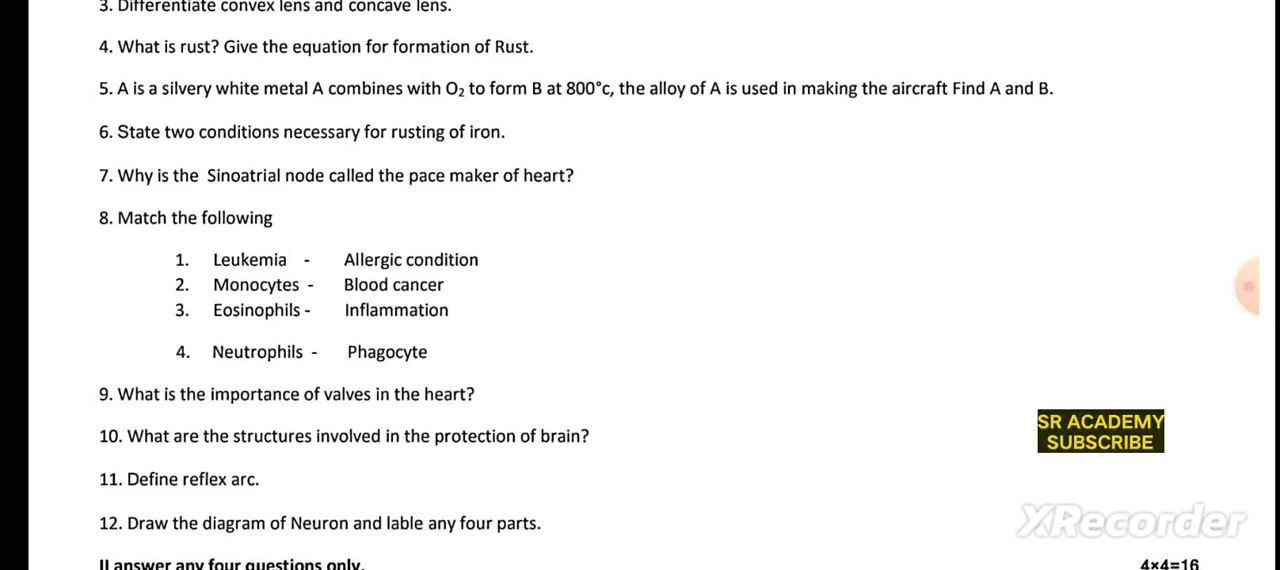 3. Differentiate convex lens and concave lens.
4. What is rust? Give the equation for formation of Rust.
5. A is a silvery white metal A combines with O₂ to form B at 800°c, the alloy of A is used in making the aircraft Find A and B.
6. State two conditions necessary for rusting of iron.
7. Why is the Sinoatrial node called the pace maker of heart?
8. Match the following
1. Leukemia - Allergic condition
2. Monocytes - Blood cancer
3. Eosinophils - Inflammation
4. Neutrophils - Phagocyte
9. What is the importance of valves in the heart?
10. What are the structures involved in the protection of brain?
SR ACADEMY
SUBSCRIBE
11. Define reflex arc.
12. Draw the diagram of Neuron and lable any four parts.
XRecorder
II answer any four questions only. 4×4=16